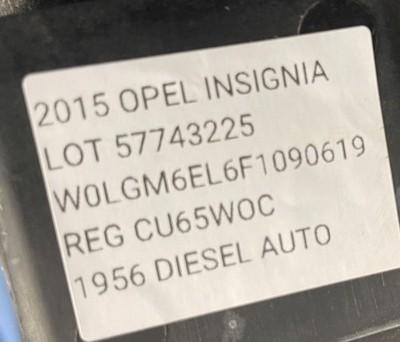 2015 OPEL INSIGNIA
LOT 57743225
W0LGM6EL6F1090619
REG CU65WOC
1956 DIESEL AUTO